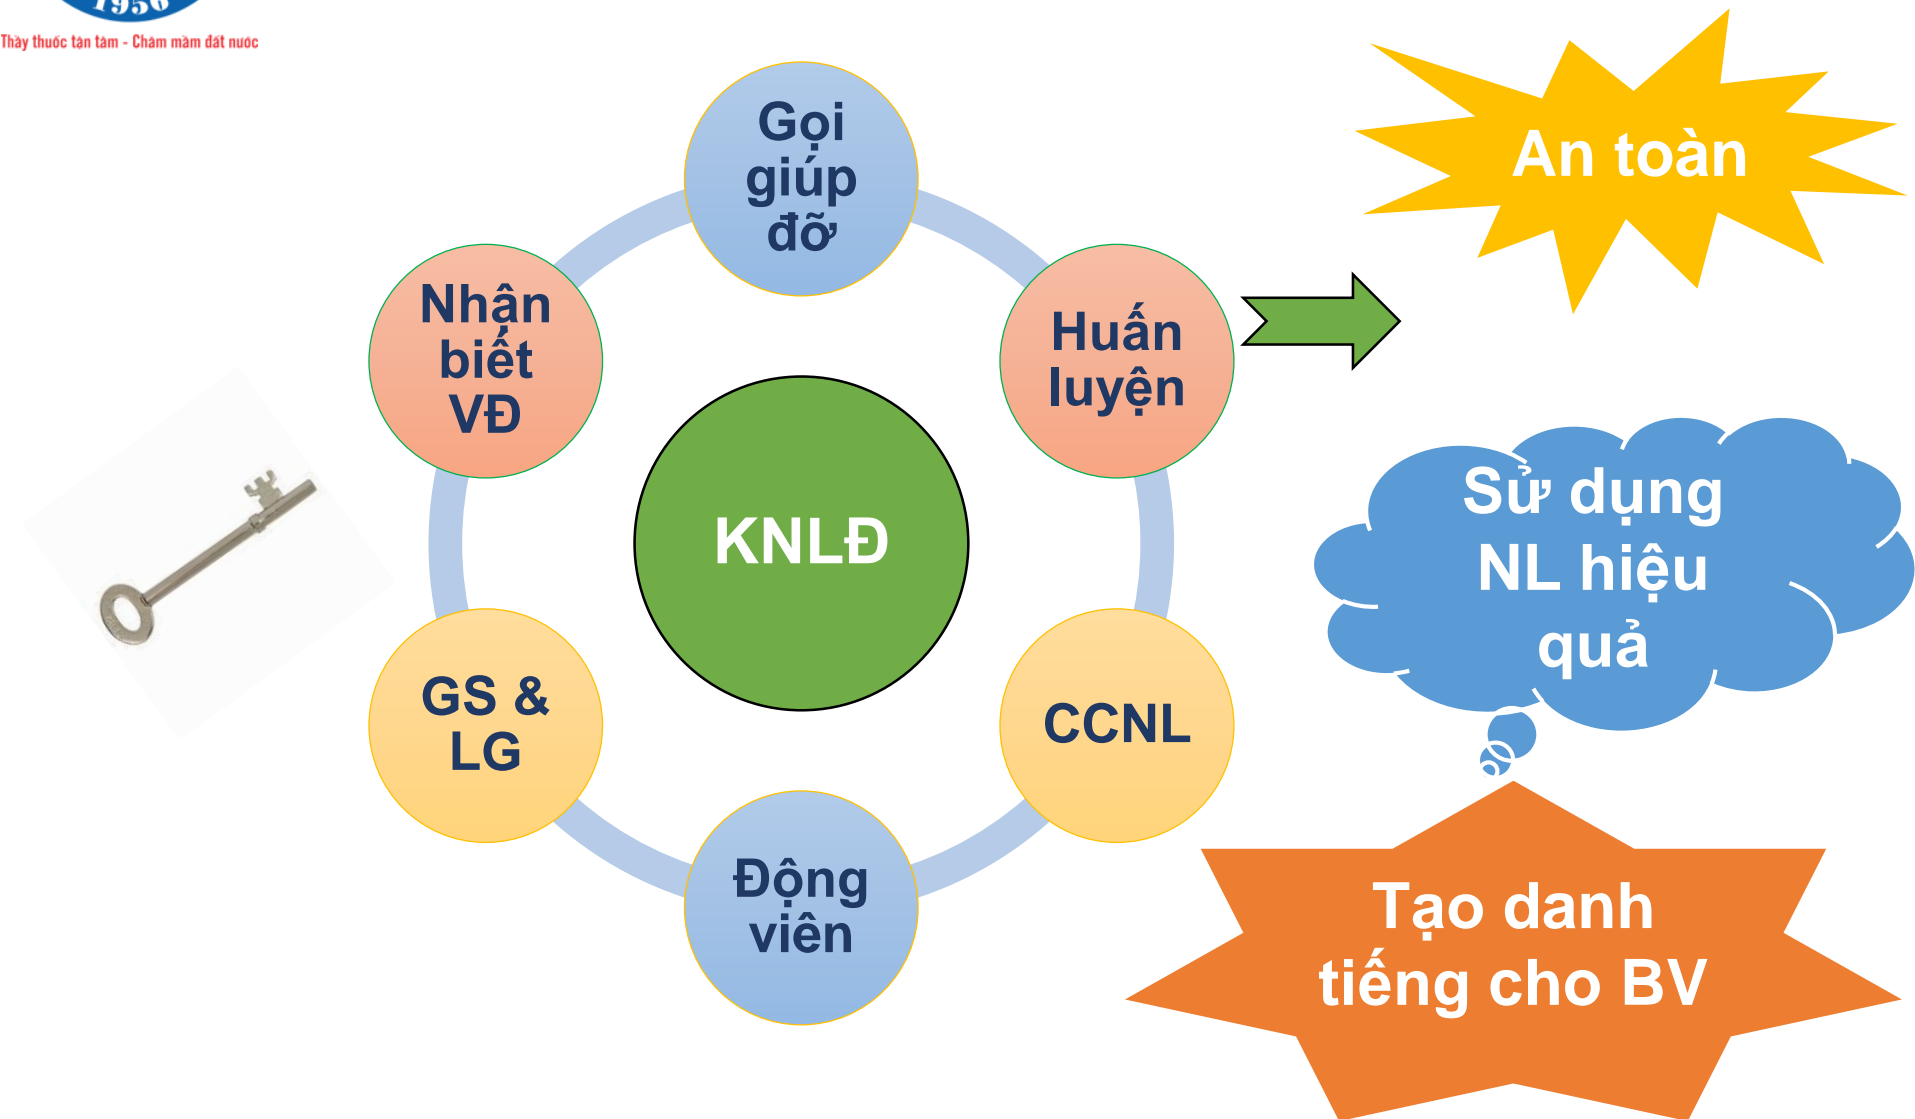 1956
Thầy thuốc tận tâm - Chăm mầm đất nước
Gọi
giúp
đỡ
Nhận
biết
VĐ
Huấn
luyện
KNLĐ
GS &
LG
CCNL
Động
viên
An toàn
Sử dụng
NL hiệu
quả
Tạo danh
tiếng cho BV